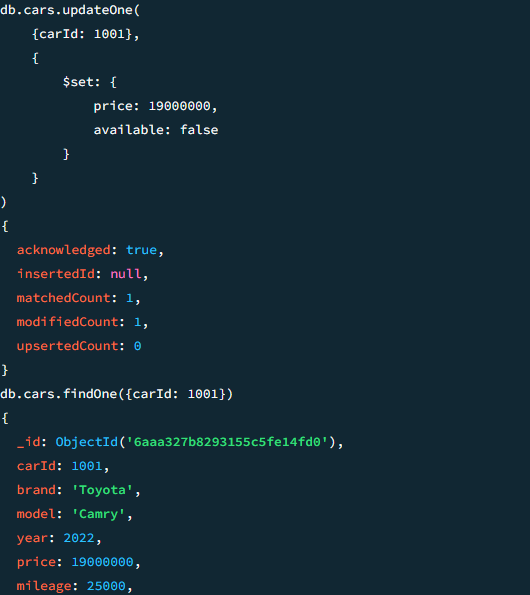 db.cars.updateOne(
    {carId: 1001},
    {
        $set: {
            price: 19000000,
            available: false
        }
    }
)
{
  acknowledged: true,
  insertedId: null,
  matchedCount: 1,
  modifiedCount: 1,
  upsertedCount: 0
}
db.cars.findOne({carId: 1001})
{
  _id: ObjectId('6aaa327b8293155c5fe14fd0'),
  carId: 1001,
  brand: 'Toyota',
  model: 'Camry',
  year: 2022,
  price: 19000000,
  mileage: 25000,